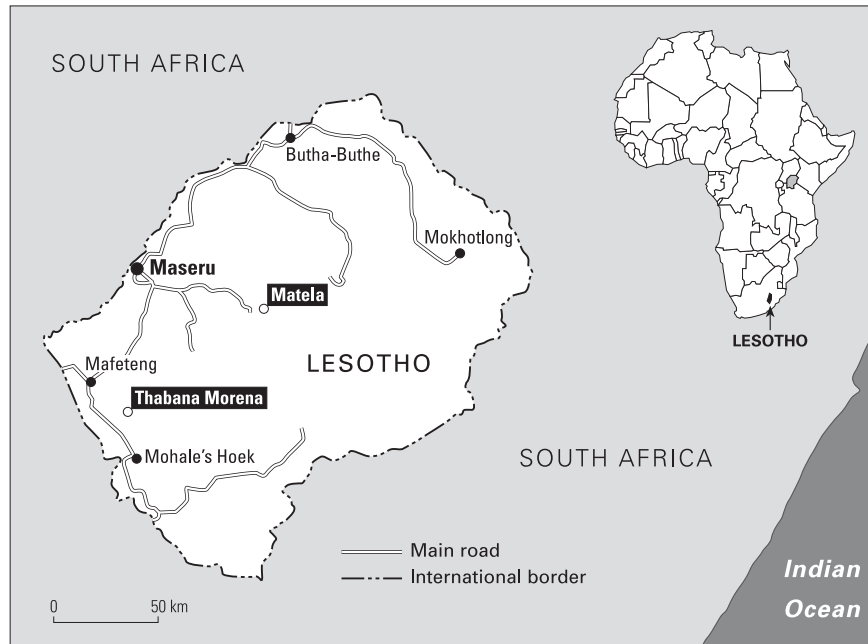 SOUTH AFRICA
Butha-Buthe
Mokhotlong
Maseru
Matela
LESOTHO
Mafeteng
LESOTHO
Thabana Morena
Mohale's Hoek
SOUTH AFRICA
Main road
International border
0 50 km
Indian
Ocean